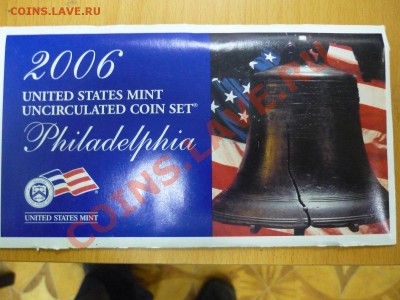 COINS.LAVE.RU
2006
UNITED STATES MINT
UNCIRCULATED COIN SET®
Philadelphia
UNITED STATES MINT
COINS.LAVE.RU